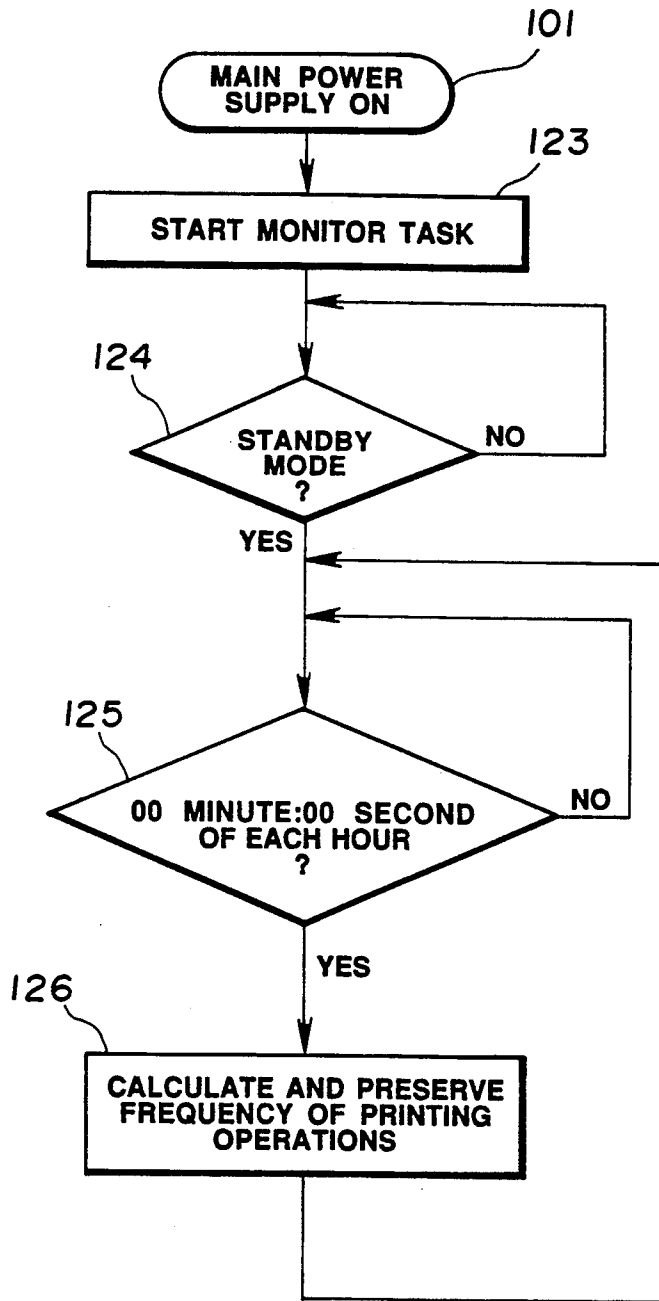 101
MAIN POWER
SUPPLY ON
123
START MONITOR TASK
124
STANDBY
MODE
?
NO
YES
125
00 MINUTE:00 SECOND
OF EACH HOUR
?
NO
YES
126
CALCULATE AND PRESERVE
FREQUENCY OF PRINTING
OPERATIONS